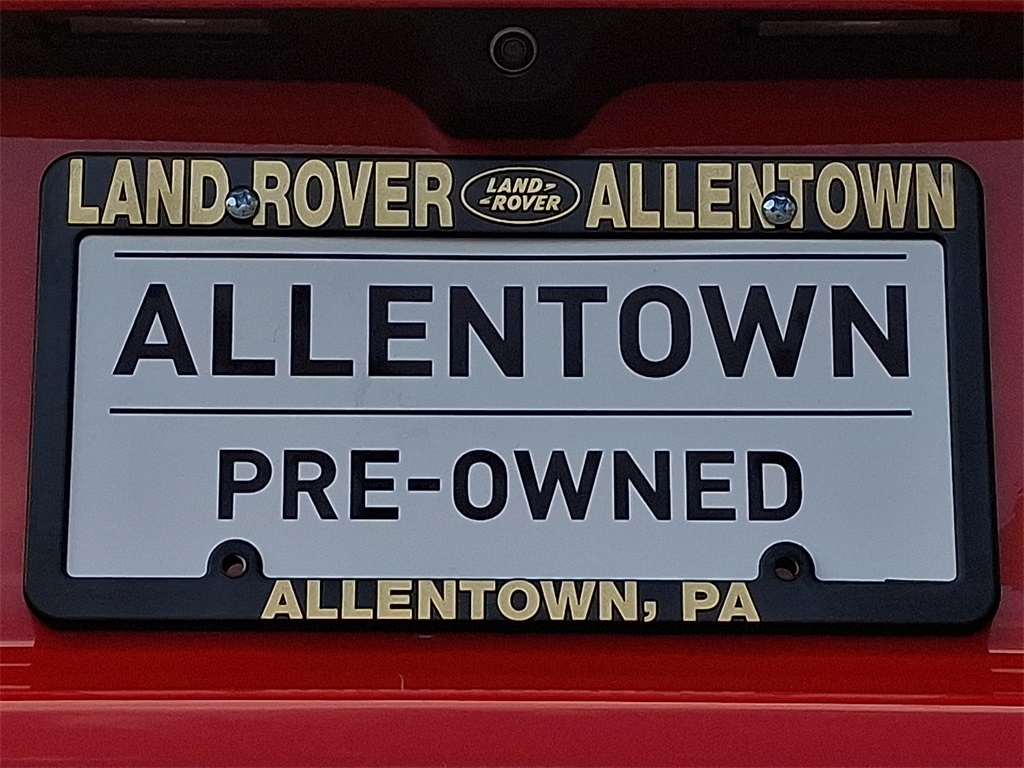 LAND ROVER LAND-ROVER ALLENTOWN
ALLENTOWN
PRE-OWNED
ALLENTOWN, PA